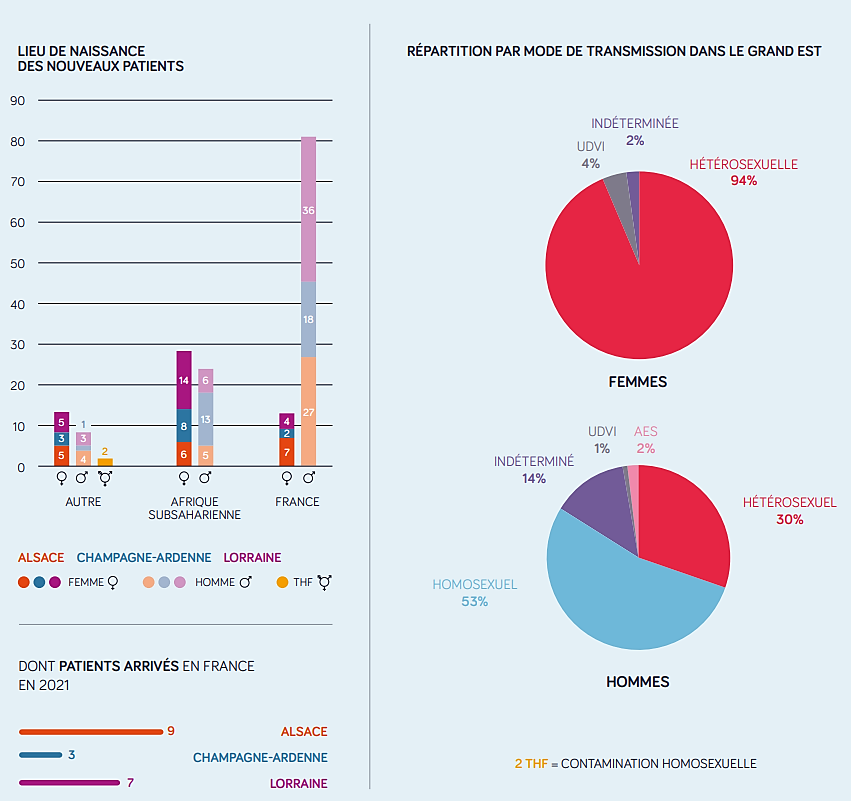 LIEU DE NAISSANCE
DES NOUVEAUX PATIENTS
90
80
70
60
50
40
30
20
10
0
5
3
5
1
3
4
2
14
8
6
6
13
5
4
2
7
36
18
27
AUTRE
AFRIQUE
SUBSAHARIENNE
FRANCE
ALSACE CHAMPAGNE-ARDENNE LORRAINE
FEMME ♀ HOMME ♂ THF ⚧
DONT PATIENTS ARRIVÉS EN FRANCE
EN 2021
9 ALSACE
3 CHAMPAGNE-ARDENNE
7 LORRAINE
RÉPARTITION PAR MODE DE TRANSMISSION DANS LE GRAND EST
INDÉTERMINÉE
2%
UDVI
4%
HÉTÉROSEXUELLE
94%
FEMMES
UDVI
1%
AES
2%
INDÉTERMINÉ
14%
HÉTÉROSEXUEL
30%
HOMOSEXUEL
53%
HOMMES
2 THF = CONTAMINATION HOMOSEXUELLE